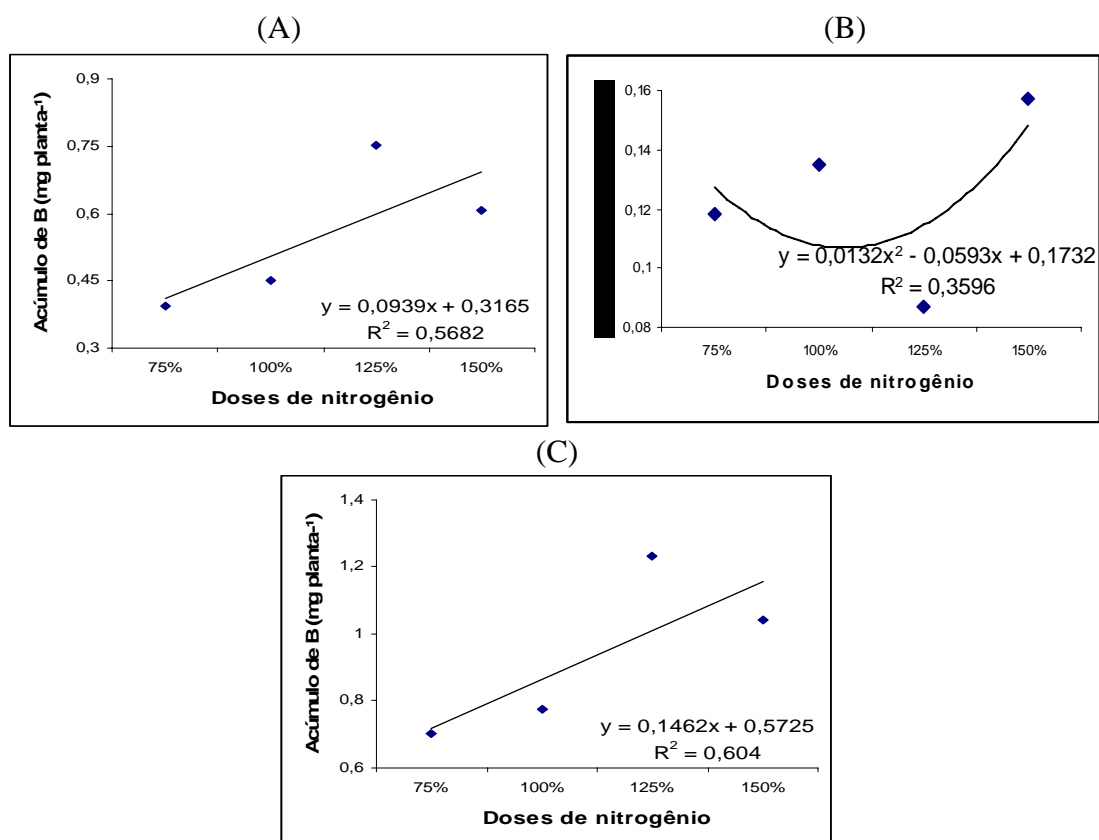 (A)
Acúmulo de B (mg planta-¹)
0,9
0,75
0,6
0,45
0,3
y = 0,0939x + 0,3165
R² = 0,5682
75% 100% 125% 150%
Doses de nitrogênio
(B)
0,16
0,14
0,12
0,1
0,08
y = 0,0132x² - 0,0593x + 0,1732
R² = 0,3596
75% 100% 125% 150%
Doses de nitrogênio
(C)
Acúmulo de B (mg planta-¹)
1,4
1,2
1
0,8
0,6
y = 0,1462x + 0,5725
R² = 0,604
75% 100% 125% 150%
Doses de nitrogênio